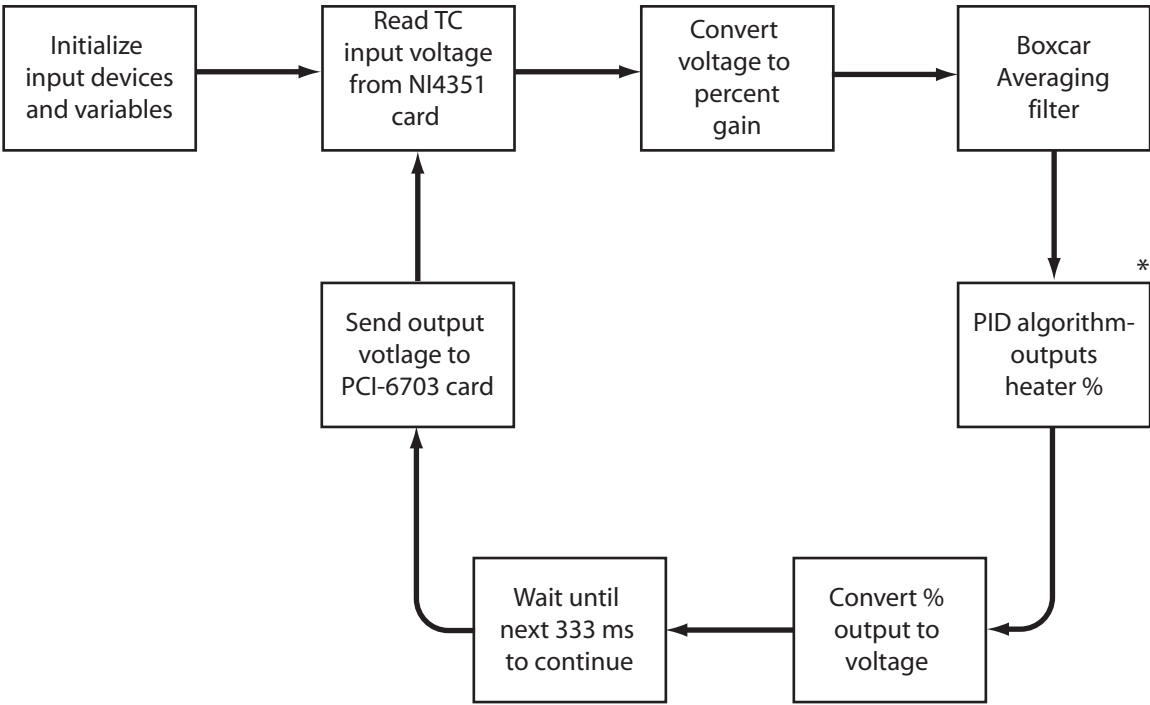 Initialize
input devices
and variables
Read TC
input voltage
from NI4351
card
Convert
voltage to
percent
gain
Boxcar
Averaging
filter
*
PID algorithm-
outputs
heater %
Convert %
output to
voltage
Wait until
next 333 ms
to continue
Send output
votlage to
PCI-6703 card